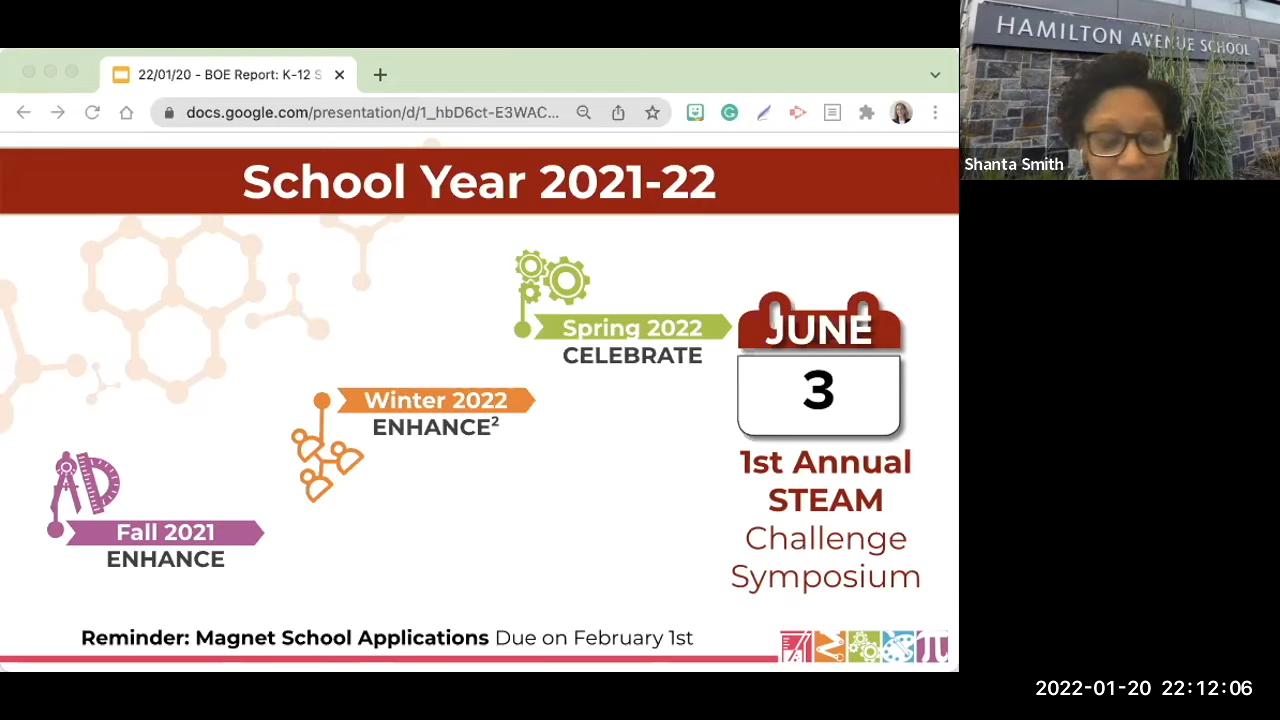 22/01/20 - BOE Report: K-12 S
docs.google.com/presentation/d/1_hbD6ct-E3WAC...
School Year 2021-22
Spring 2022
CELEBRATE
JUNE
3
Winter 2022
ENHANCE²
1st Annual
STEAM
Challenge
Symposium
Fall 2021
ENHANCE
Reminder: Magnet School Applications Due on February 1st
HAMILTON AVENUE SCHOOL
Shanta Smith
2022-01-20 22:12:06